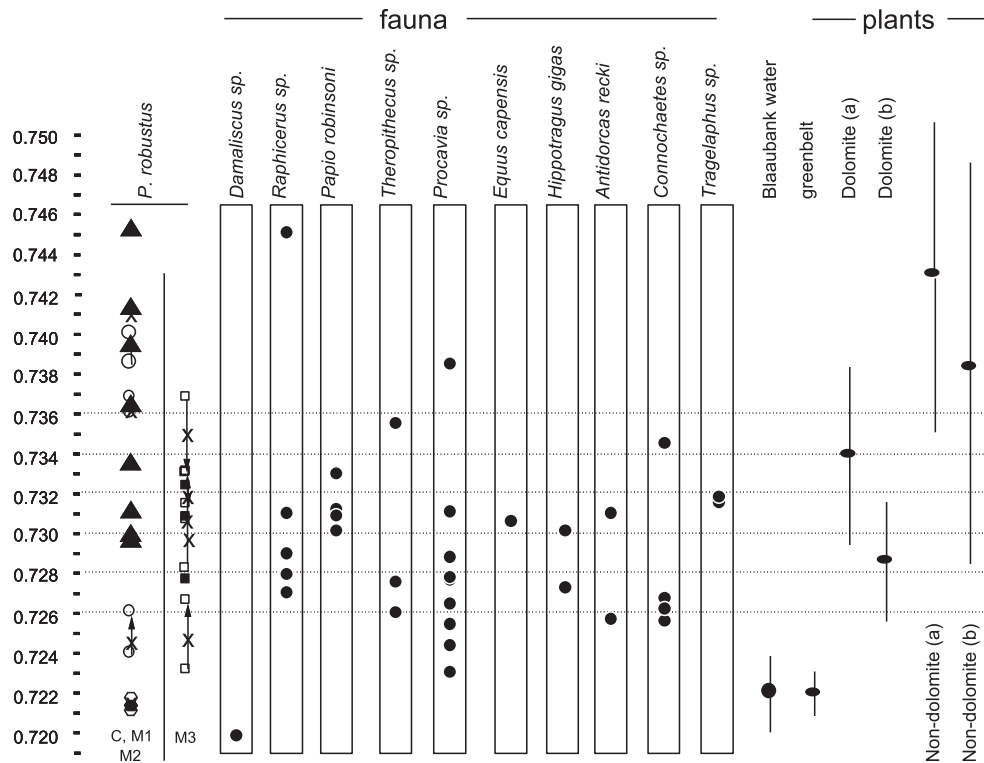 fauna
plants
P. robustus
Damaliscus sp.
Raphicerus sp.
Papio robinsoni
Theropithecus sp.
Procavia sp.
Equus capensis
Hippotragus gigas
Antidorcas recki
Connochaetes sp.
Tragelaphus sp.
Blaaubank water
greenbelt
Dolomite (a)
Dolomite (b)
0.750
0.748
0.746
0.744
0.742
0.740
0.738
0.736
0.734
0.732
0.730
0.728
0.726
0.724
0.722
0.720
Non-dolomite (a)
Non-dolomite (b)
C, M1
M2
M3